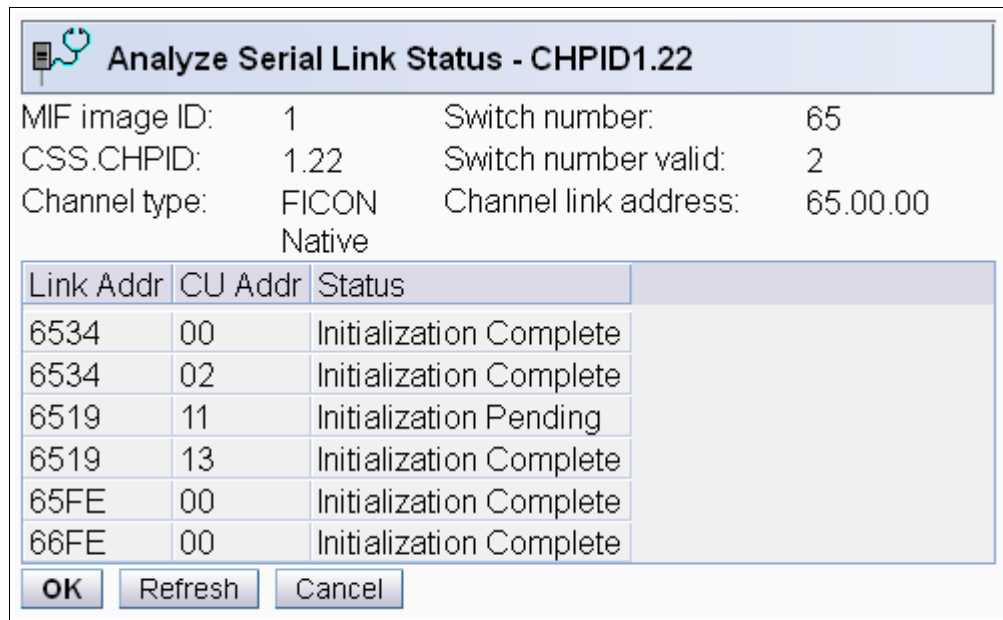 Analyze Serial Link Status - CHPID1.22
MIF image ID: 1 Switch number: 65
CSS.CHPID: 1.22 Switch number valid: 2
Channel type: FICON Channel link address: 65.00.00
Native
Link Addr CU Addr Status
6534 00 Initialization Complete
6534 02 Initialization Complete
6519 11 Initialization Pending
6519 13 Initialization Complete
65FE 00 Initialization Complete
66FE 00 Initialization Complete
OK Refresh Cancel